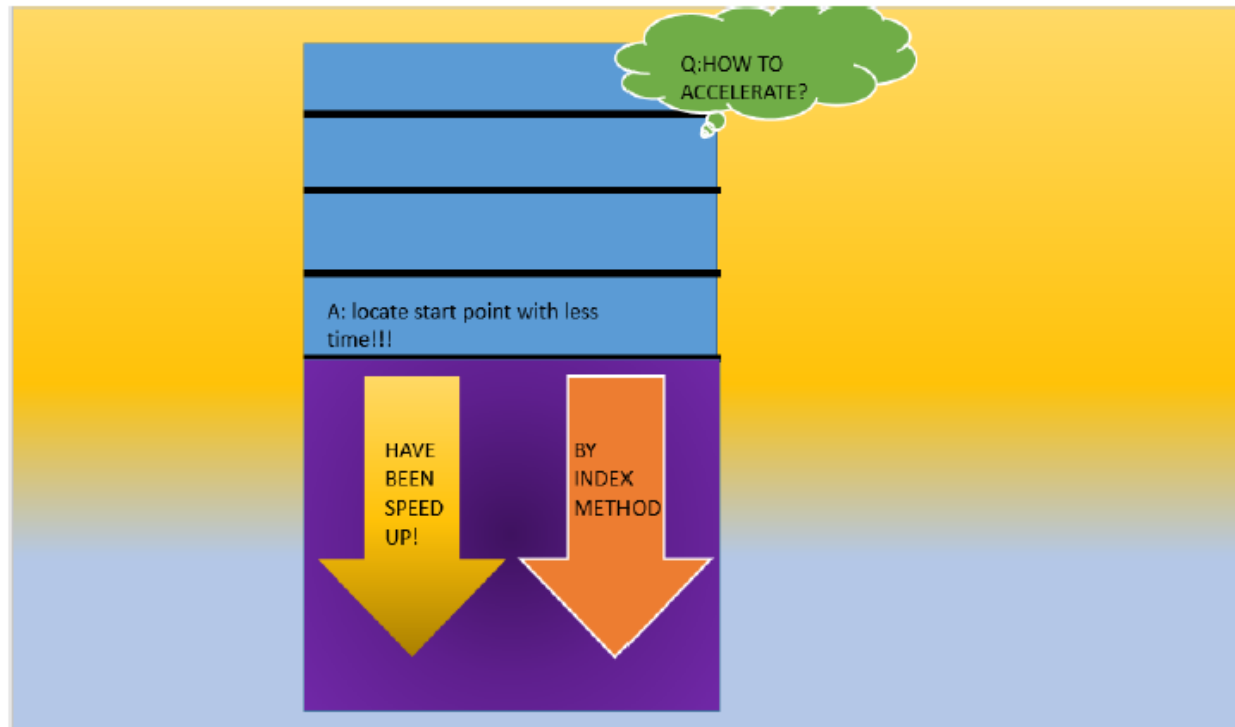 Q:HOW TO
ACCELERATE?
A: locate start point with less
time!!!
HAVE
BEEN
SPEED
UP!
BY
INDEX
METHOD